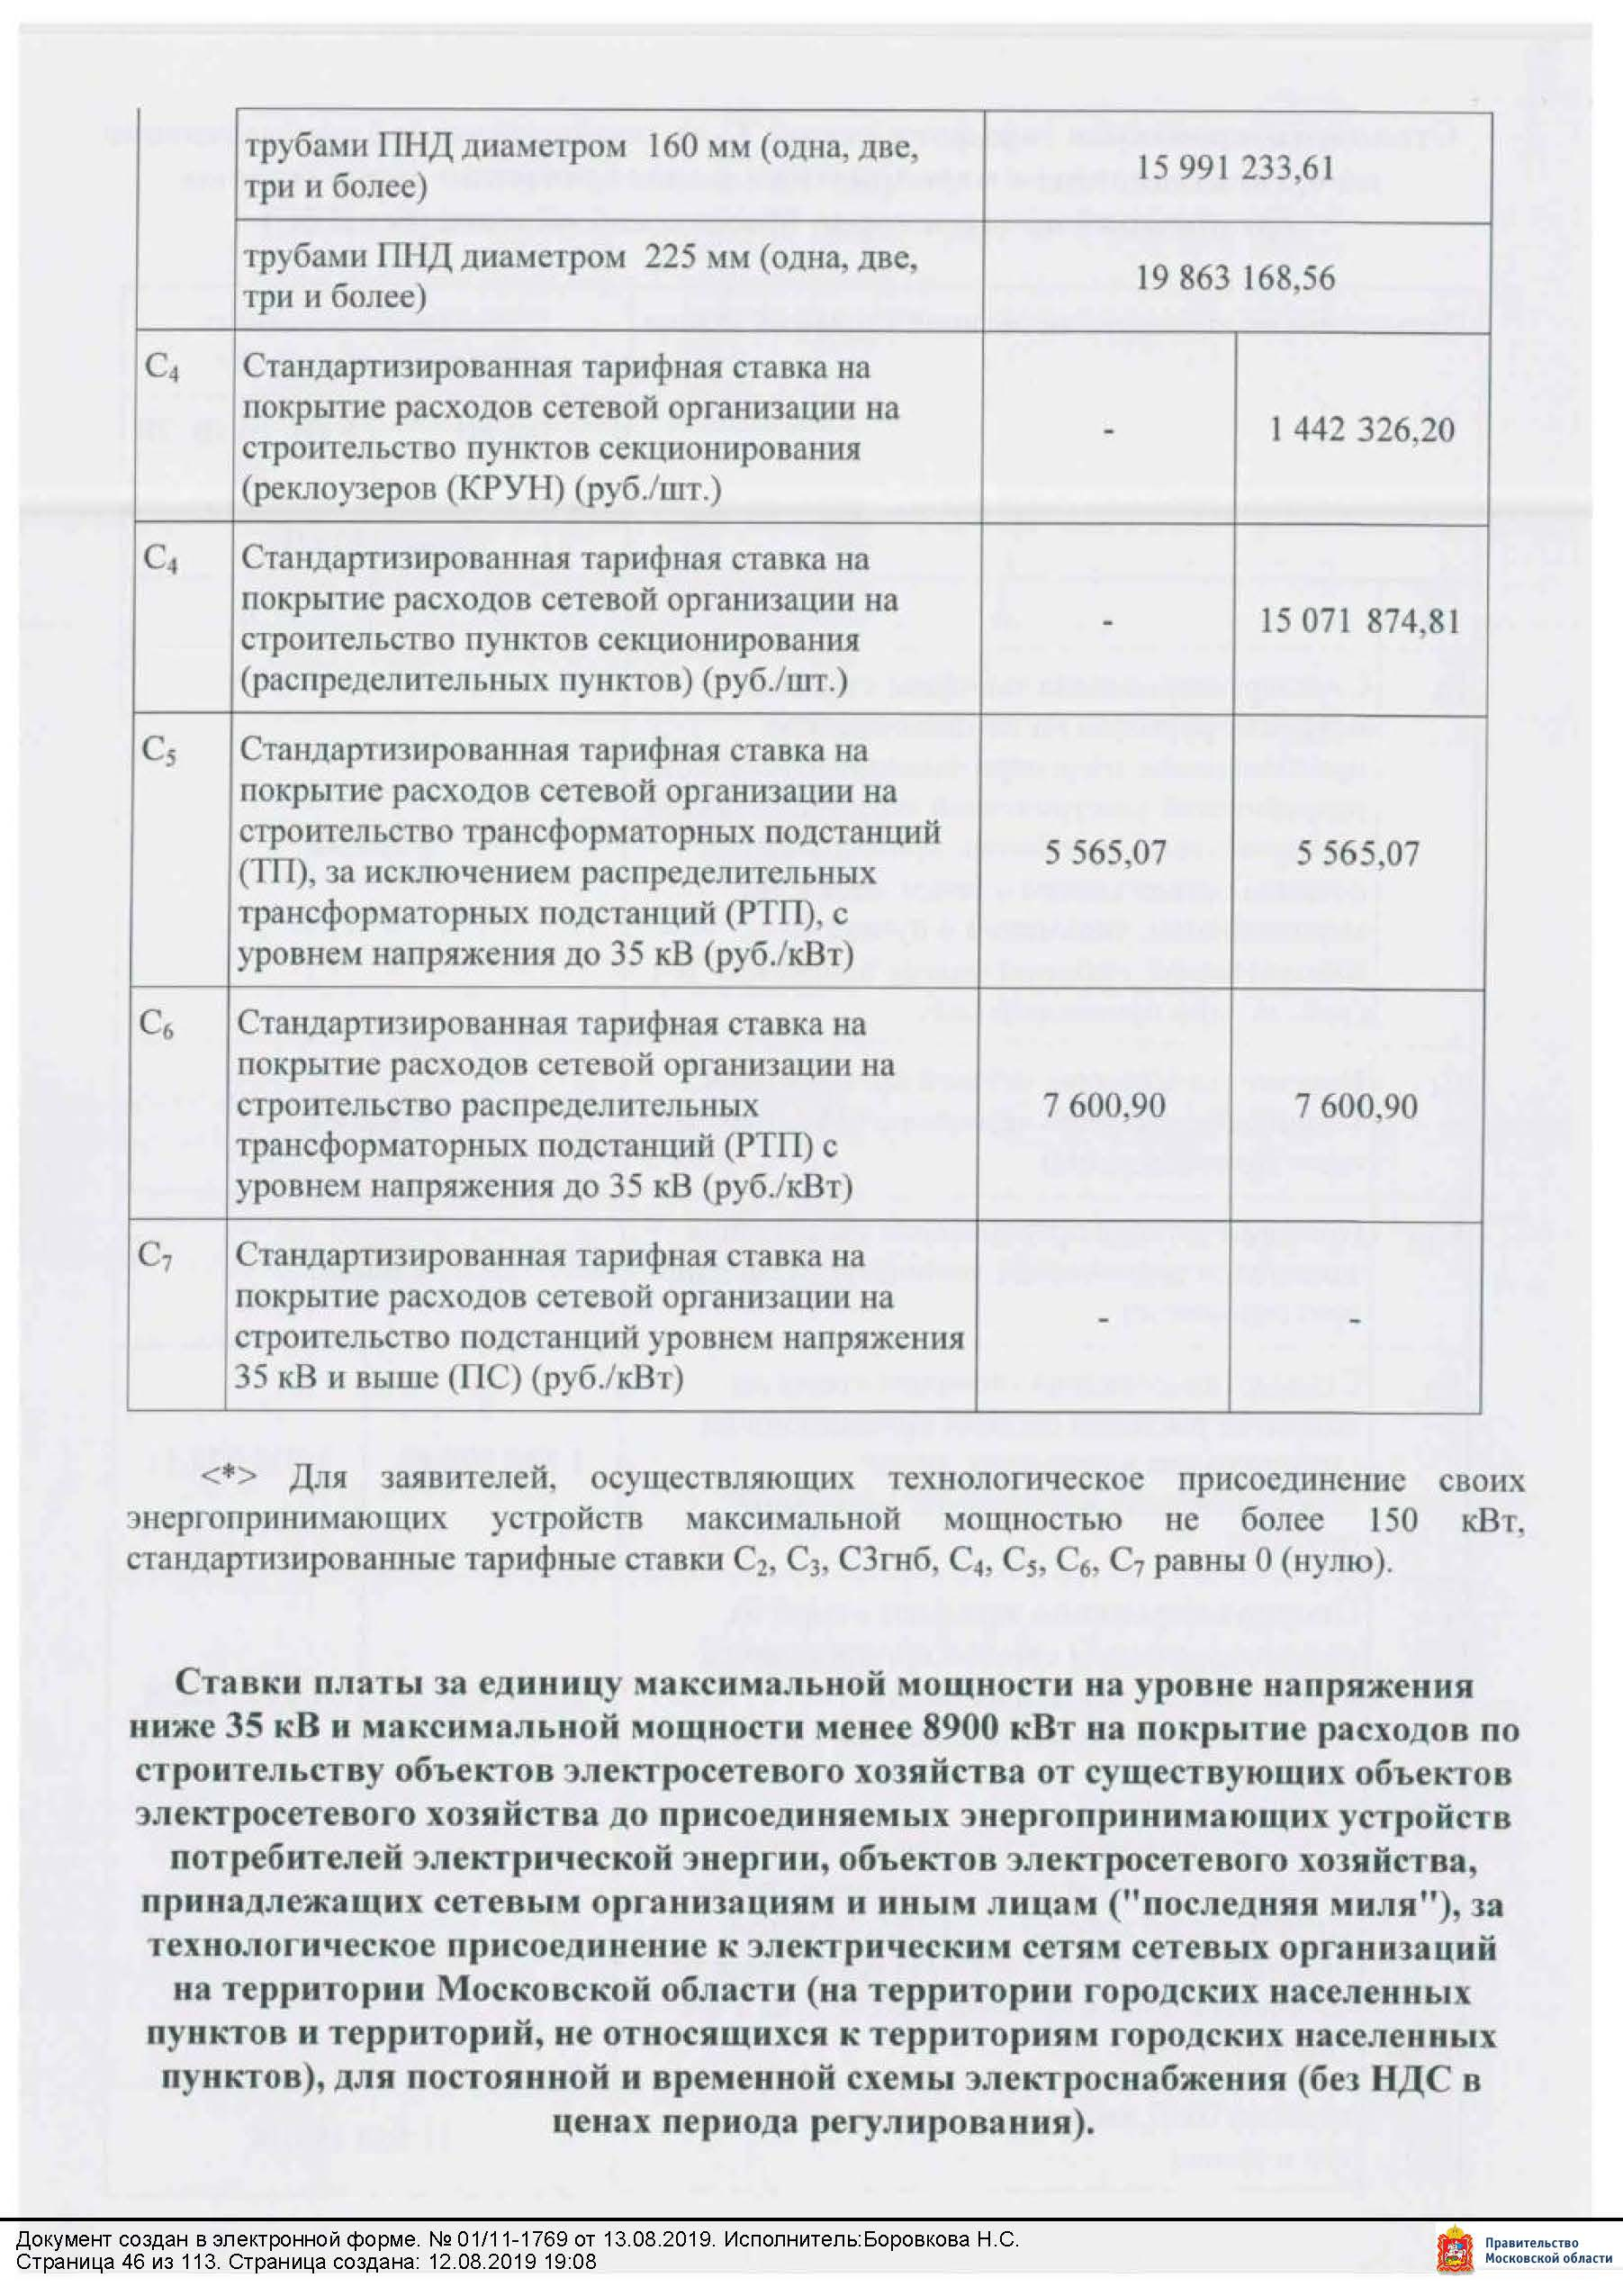 трубами ПНД диаметром 160 мм (одна, две,
три и более)
15 991 233,61
трубами ПНД диаметром 225 мм (одна, две,
три и более)
19 863 168,56
С4
Стандартизированная тарифная ставка на
покрытие расходов сетевой организации на
строительство пунктов секционирования
(реклоузеров (КРУН) (руб./шт.)
-
1 442 326,20
С4
Стандартизированная тарифная ставка на
покрытие расходов сетевой организации на
строительство пунктов секционирования
(распределительных пунктов) (руб./шт.)
-
15 071 874,81
С5
Стандартизированная тарифная ставка на
покрытие расходов сетевой организации на
строительство трансформаторных подстанций
(ТП), за исключением распределительных
трансформаторных подстанций (РТП), с
уровнем напряжения до 35 кВ (руб./кВт)
5 565,07
5 565,07
С6
Стандартизированная тарифная ставка на
покрытие расходов сетевой организации на
строительство распределительных
трансформаторных подстанций (РТП) с
уровнем напряжения до 35 кВ (руб./кВт)
7 600,90
7 600,90
С7
Стандартизированная тарифная ставка на
покрытие расходов сетевой организации на
строительство подстанций уровнем напряжения
35 кВ и выше (ПС) (руб./кВт)
-
-
<*> Для заявителей, осуществляющих технологическое присоединение своих
энергопринимающих устройств максимальной мощностью не более 150 кВт,
стандартизированные тарифные ставки С2, С3, С3гнб, С4, С5, С6, С7 равны 0 (нулю).
Ставки платы за единицу максимальной мощности на уровне напряжения
ниже 35 кВ и максимальной мощности менее 8900 кВт на покрытие расходов по
строительству объектов электросетевого хозяйства от существующих объектов
электросетевого хозяйства до присоединяемых энергопринимающих устройств
потребителей электрической энергии, объектов электросетевого хозяйства,
принадлежащих сетевым организациям и иным лицам ("последняя миля"), за
технологическое присоединение к электрическим сетям сетевых организаций
на территории Московской области (на территории городских населенных
пунктов и территорий, не относящихся к территориям городских населенных
пунктов), для постоянной и временной схемы электроснабжения (без НДС в
ценах периода регулирования).
Документ создан в электронной форме. № 01/11-1769 от 13.08.2019. Исполнитель:Боровкова Н.С.
Страница 46 из 113. Страница создана: 12.08.2019 19:08
Правительство
Московской области